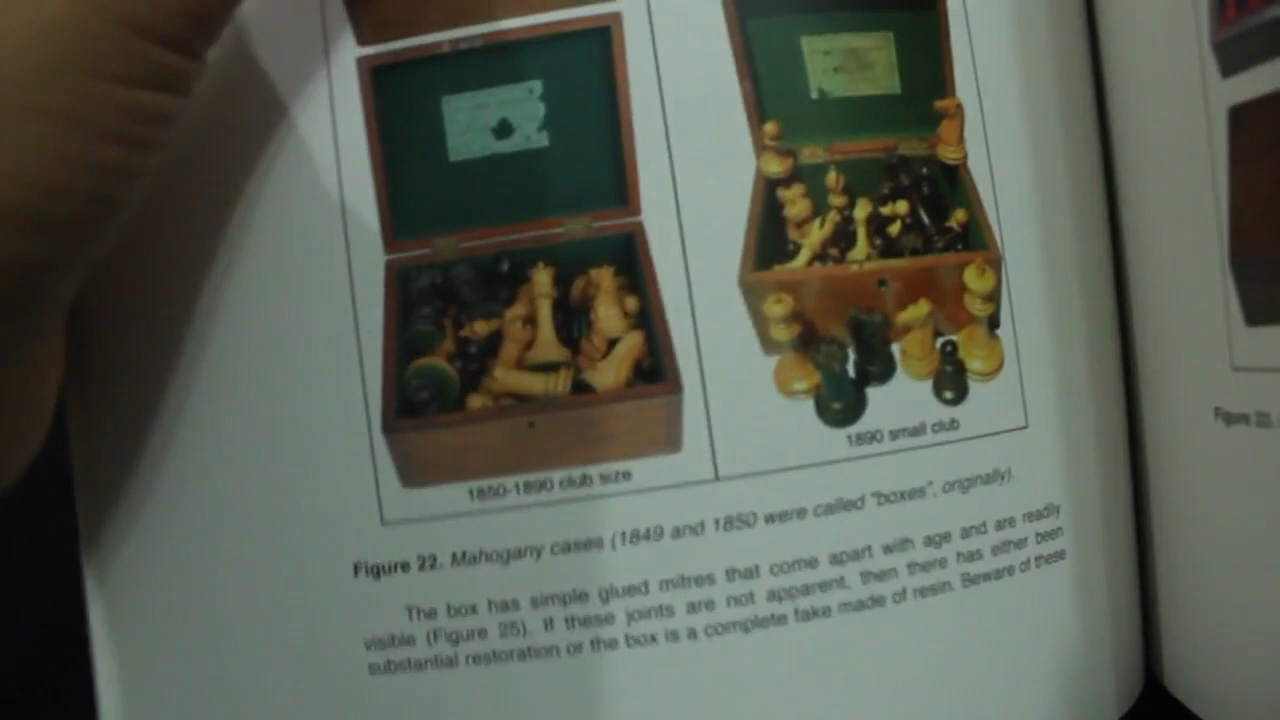 1850-1890 club size
1890 small club
Figure 22. Mahogany cases (1849 and 1850 were called "boxes", originally).
The box has simple glued mitres that come apart with age and are readily
visible (Figure 25). If these joints are not apparent, then there has either been
substantial restoration or the box is a complete fake made of resin. Beware of these
Figure